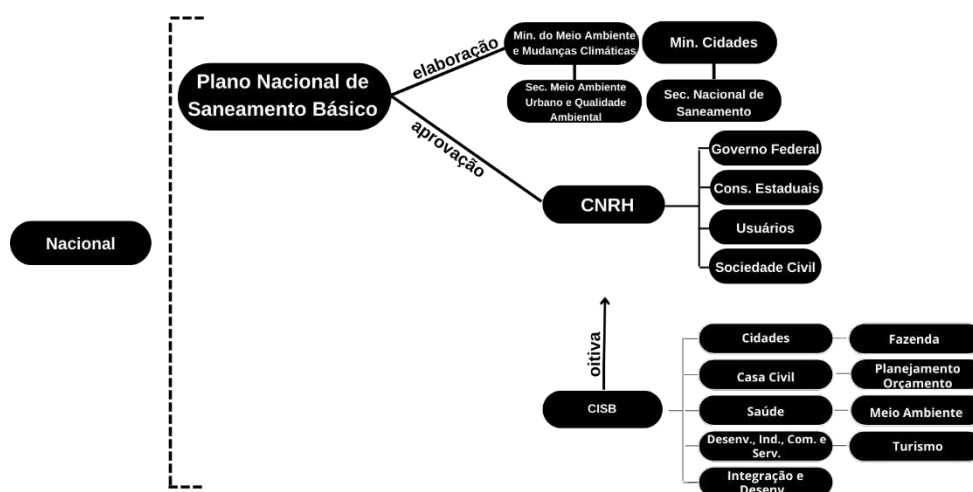 Nacional
Plano Nacional de
Saneamento Básico
elaboração
aprovação
Min. do Meio Ambiente
e Mudanças Climáticas
Min. Cidades
Sec. Meio Ambiente
Urbano e Qualidade
Ambiental
Sec. Nacional de
Saneamento
CNRH
Governo Federal
Cons. Estaduais
Usuários
Sociedade Civil
oitiva
CISB
Cidades
Fazenda
Casa Civil
Planejamento
Orçamento
Saúde
Meio Ambiente
Desenv., Ind., Com. e
Serv.
Turismo
Integração e
Desenv.